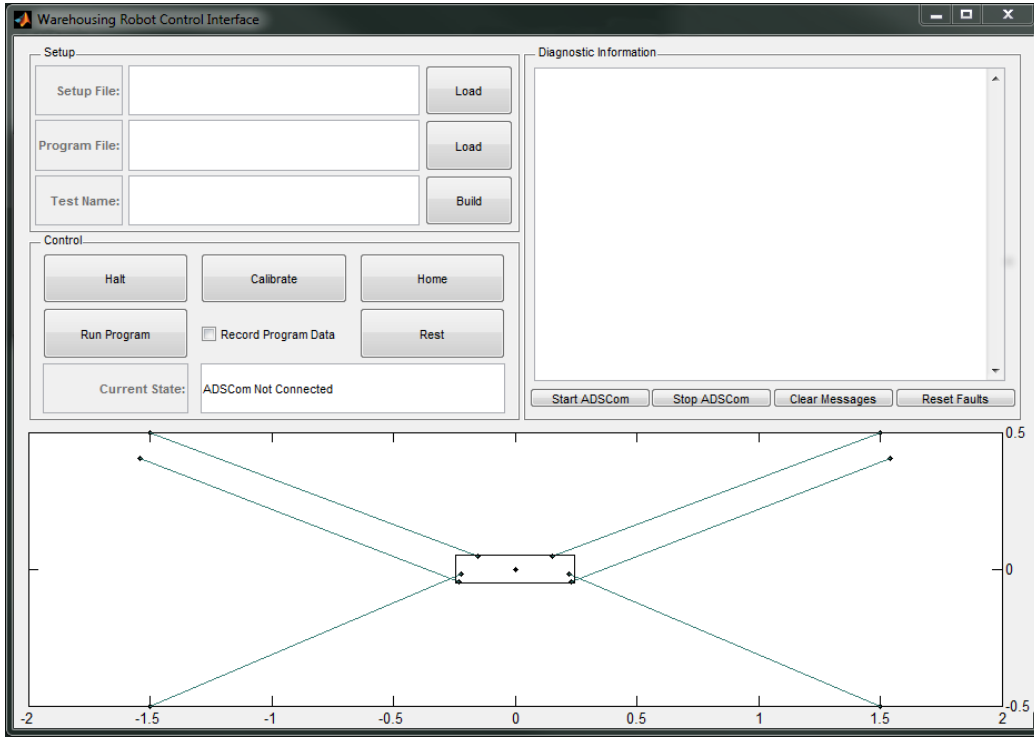 Warehousing Robot Control Interface
Setup
Setup File:
Load
Program File:
Load
Test Name:
Build
Control
Halt
Calibrate
Home
Run Program
Record Program Data
Rest
Current State:
ADSCom Not Connected
Diagnostic Information
Start ADSCom
Stop ADSCom
Clear Messages
Reset Faults
0.5
0
-0.5
-2 -1.5 -1 -0.5 0 0.5 1 1.5 2